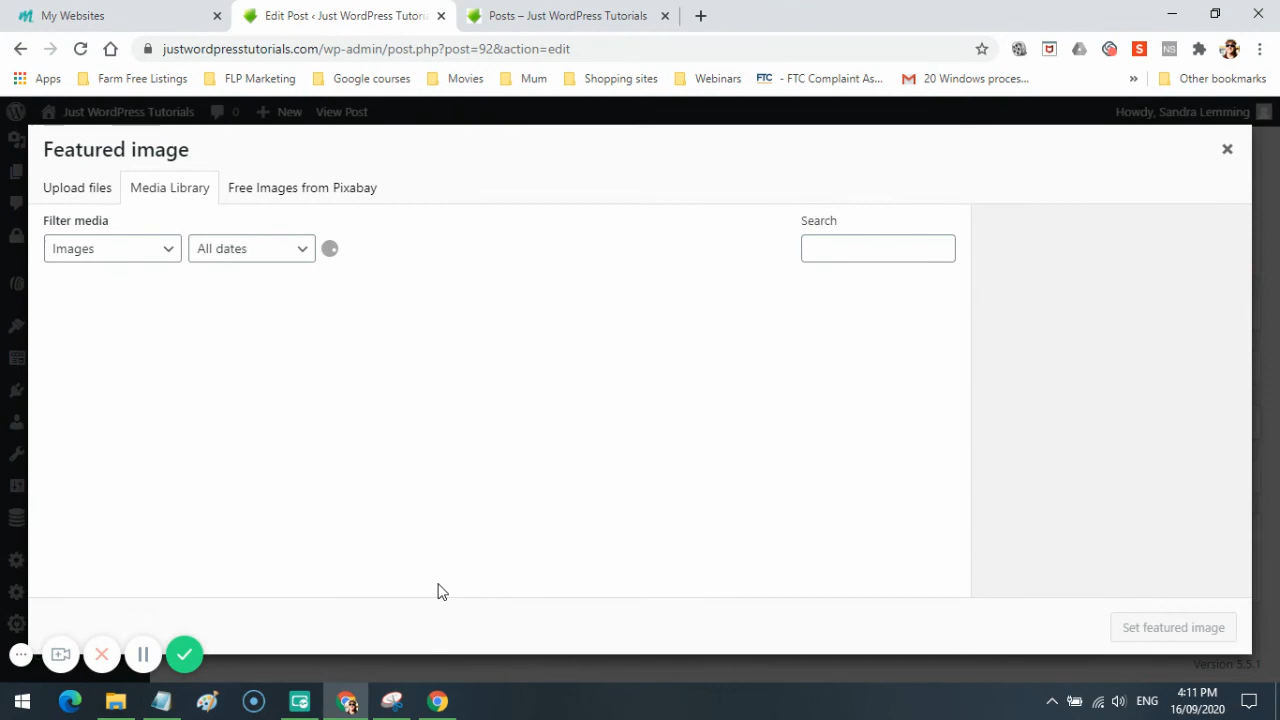 My Websites
Edit Post ‹ Just WordPress Tutoria
Posts – Just WordPress Tutorials
justwordpresstutorials.com/wp-admin/post.php?post=92&action=edit
Apps
Farm Free Listings
FLP Marketing
Google courses
Movies
Mum
Shopping sites
Webinars
FTC - FTC Complaint As...
20 Windows proces...
»
Other bookmarks
Just WordPress Tutorials
0
New
View Post
Howdy, Sandra Lemming
Featured image
Upload files
Media Library
Free Images from Pixabay
Filter media
Search
Images
All dates
Set featured image
Version 5.5.1
S
NS
ENG
4:11 PM
16/09/2020